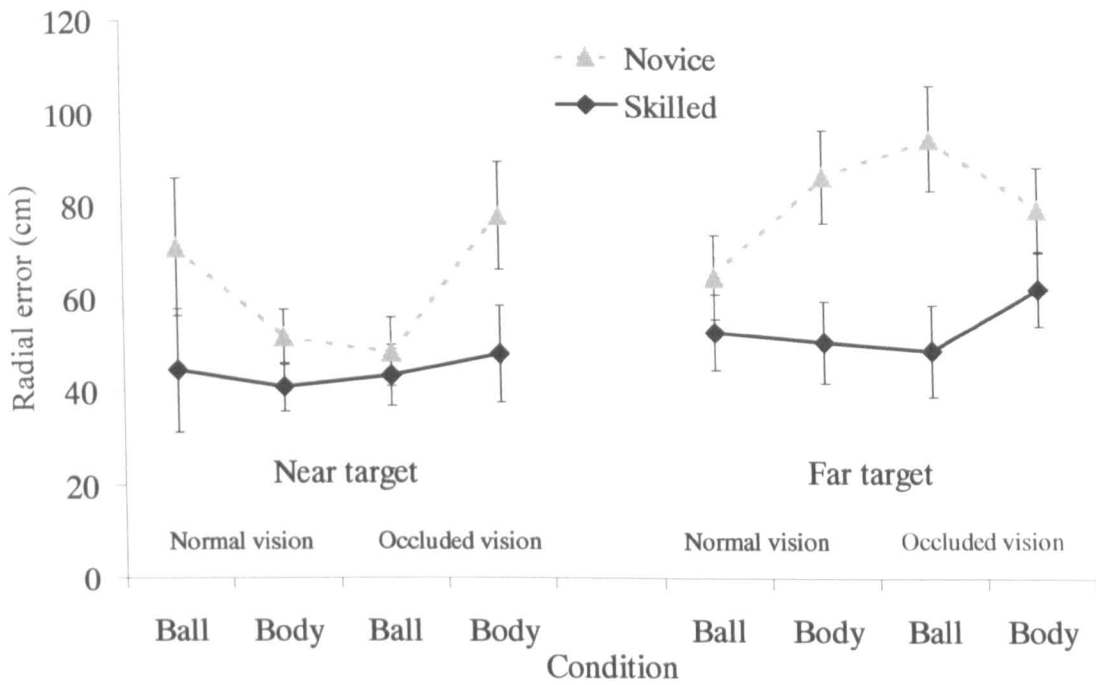 120
100
80
60
40
20
0
Radial error (cm)
Novice
Skilled
Near target
Far target
Normal vision
Occluded vision
Normal vision
Occluded vision
Ball
Body
Ball
Body
Ball
Body
Ball
Body
Condition